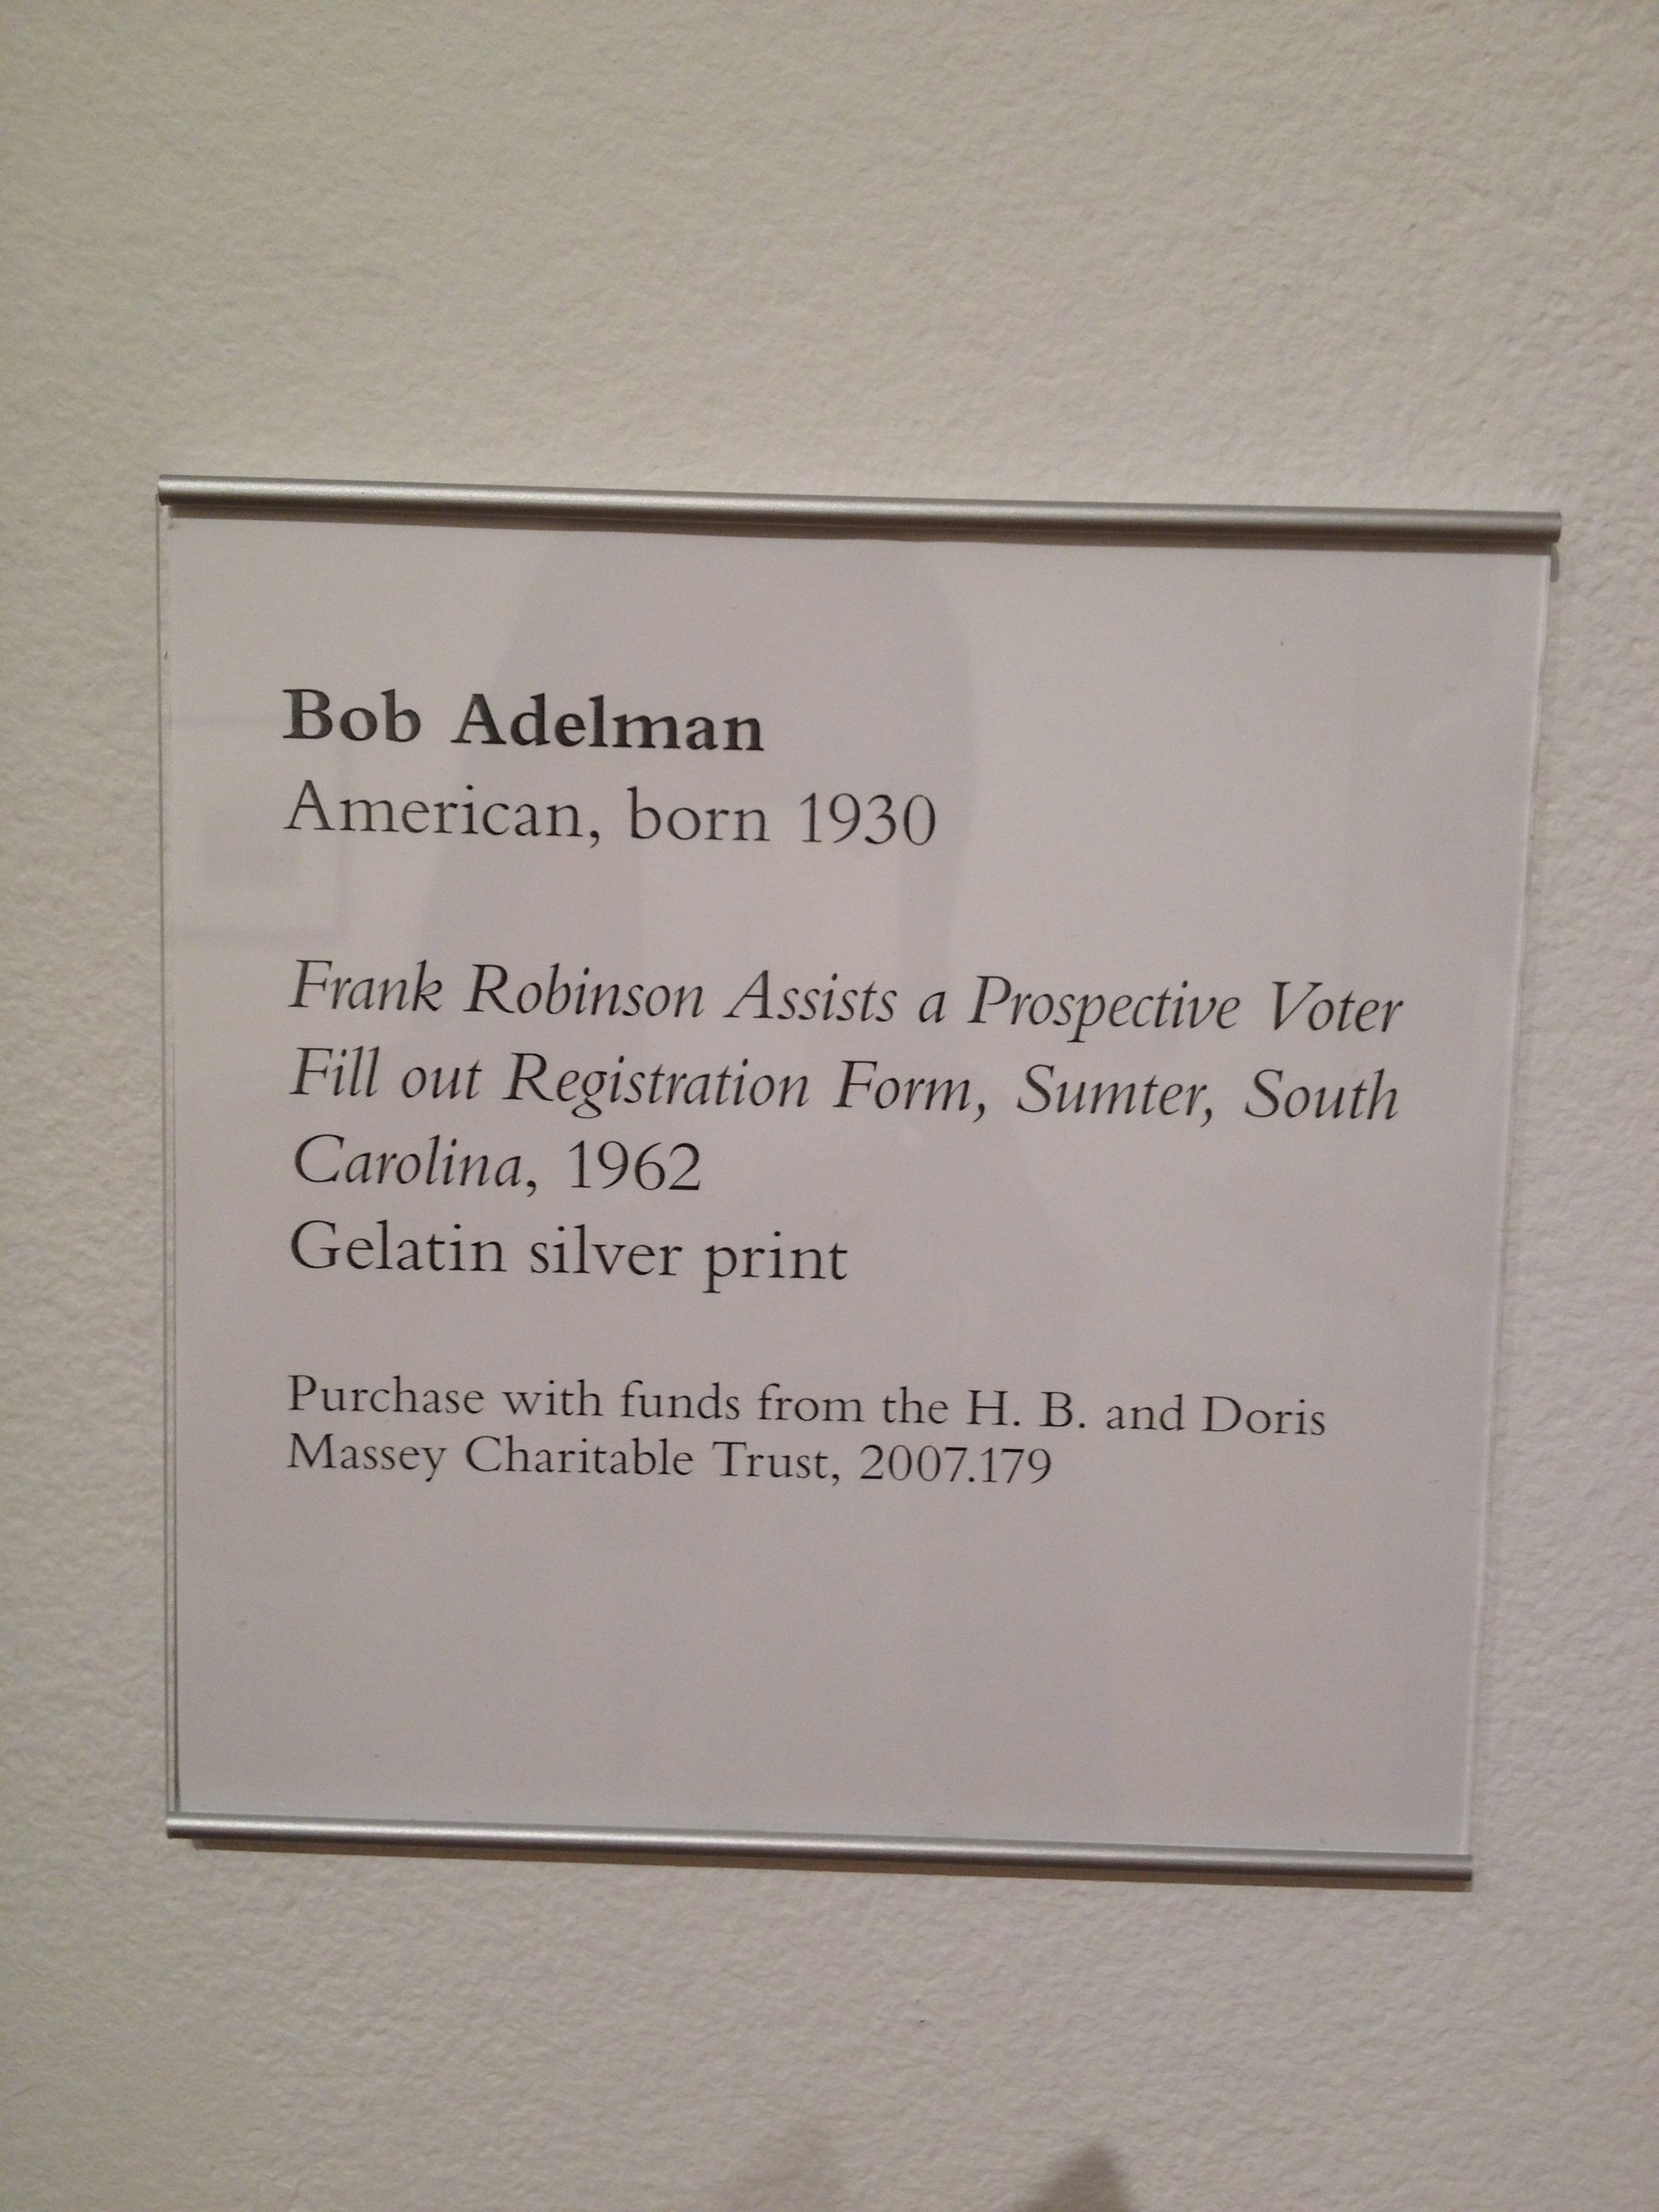 Bob Adelman
American, born 1930
Frank Robinson Assists a Prospective Voter
Fill out Registration Form, Sumter, South
Carolina, 1962
Gelatin silver print
Purchase with funds from the H. B. and Doris
Massey Charitable Trust, 2007.179